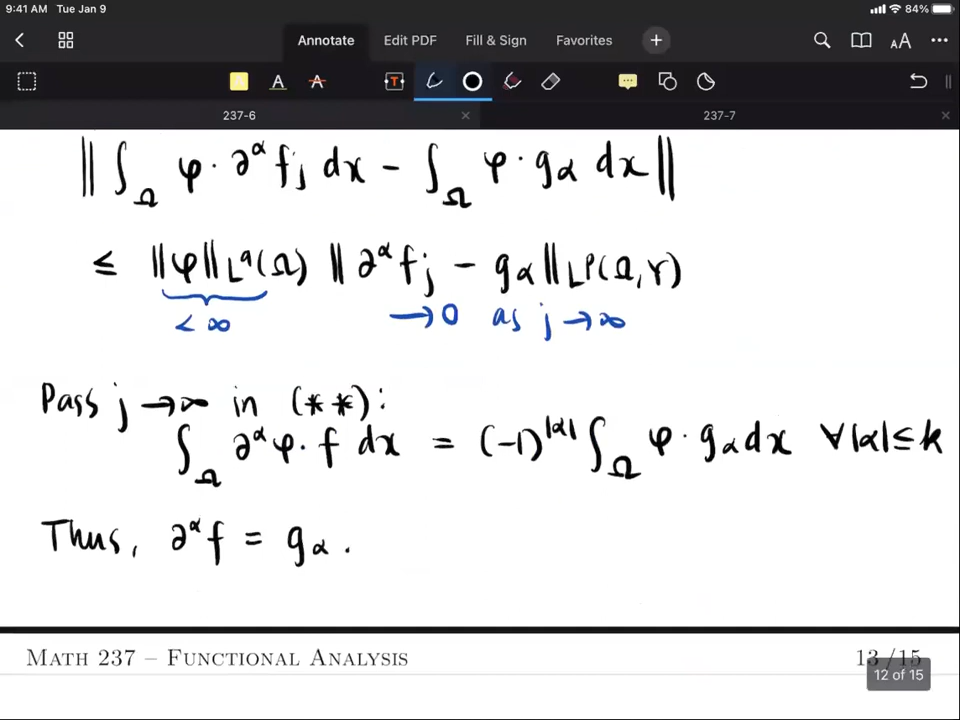 9:41 AM Tue Jan 9 84%
Annotate Edit PDF Fill & Sign Favorites
237-6 237-7
‖∫_Ω φ · ∂^α f_j dx − ∫_Ω φ · g_α dx‖
≤ ‖φ‖_{L^q(Ω)} ‖∂^α f_j − g_α‖_{L^p(Ω,Y)}
< ∞ → 0 as j → ∞
Pass j → ∞ in (**):
∫_Ω ∂^α φ · f dx = (−1)^{|α|} ∫_Ω φ · g_α dx ∀|α| ≤ k
Thus, ∂^α f = g_α.
MATH 237 – FUNCTIONAL ANALYSIS 13 / 15
12 of 15